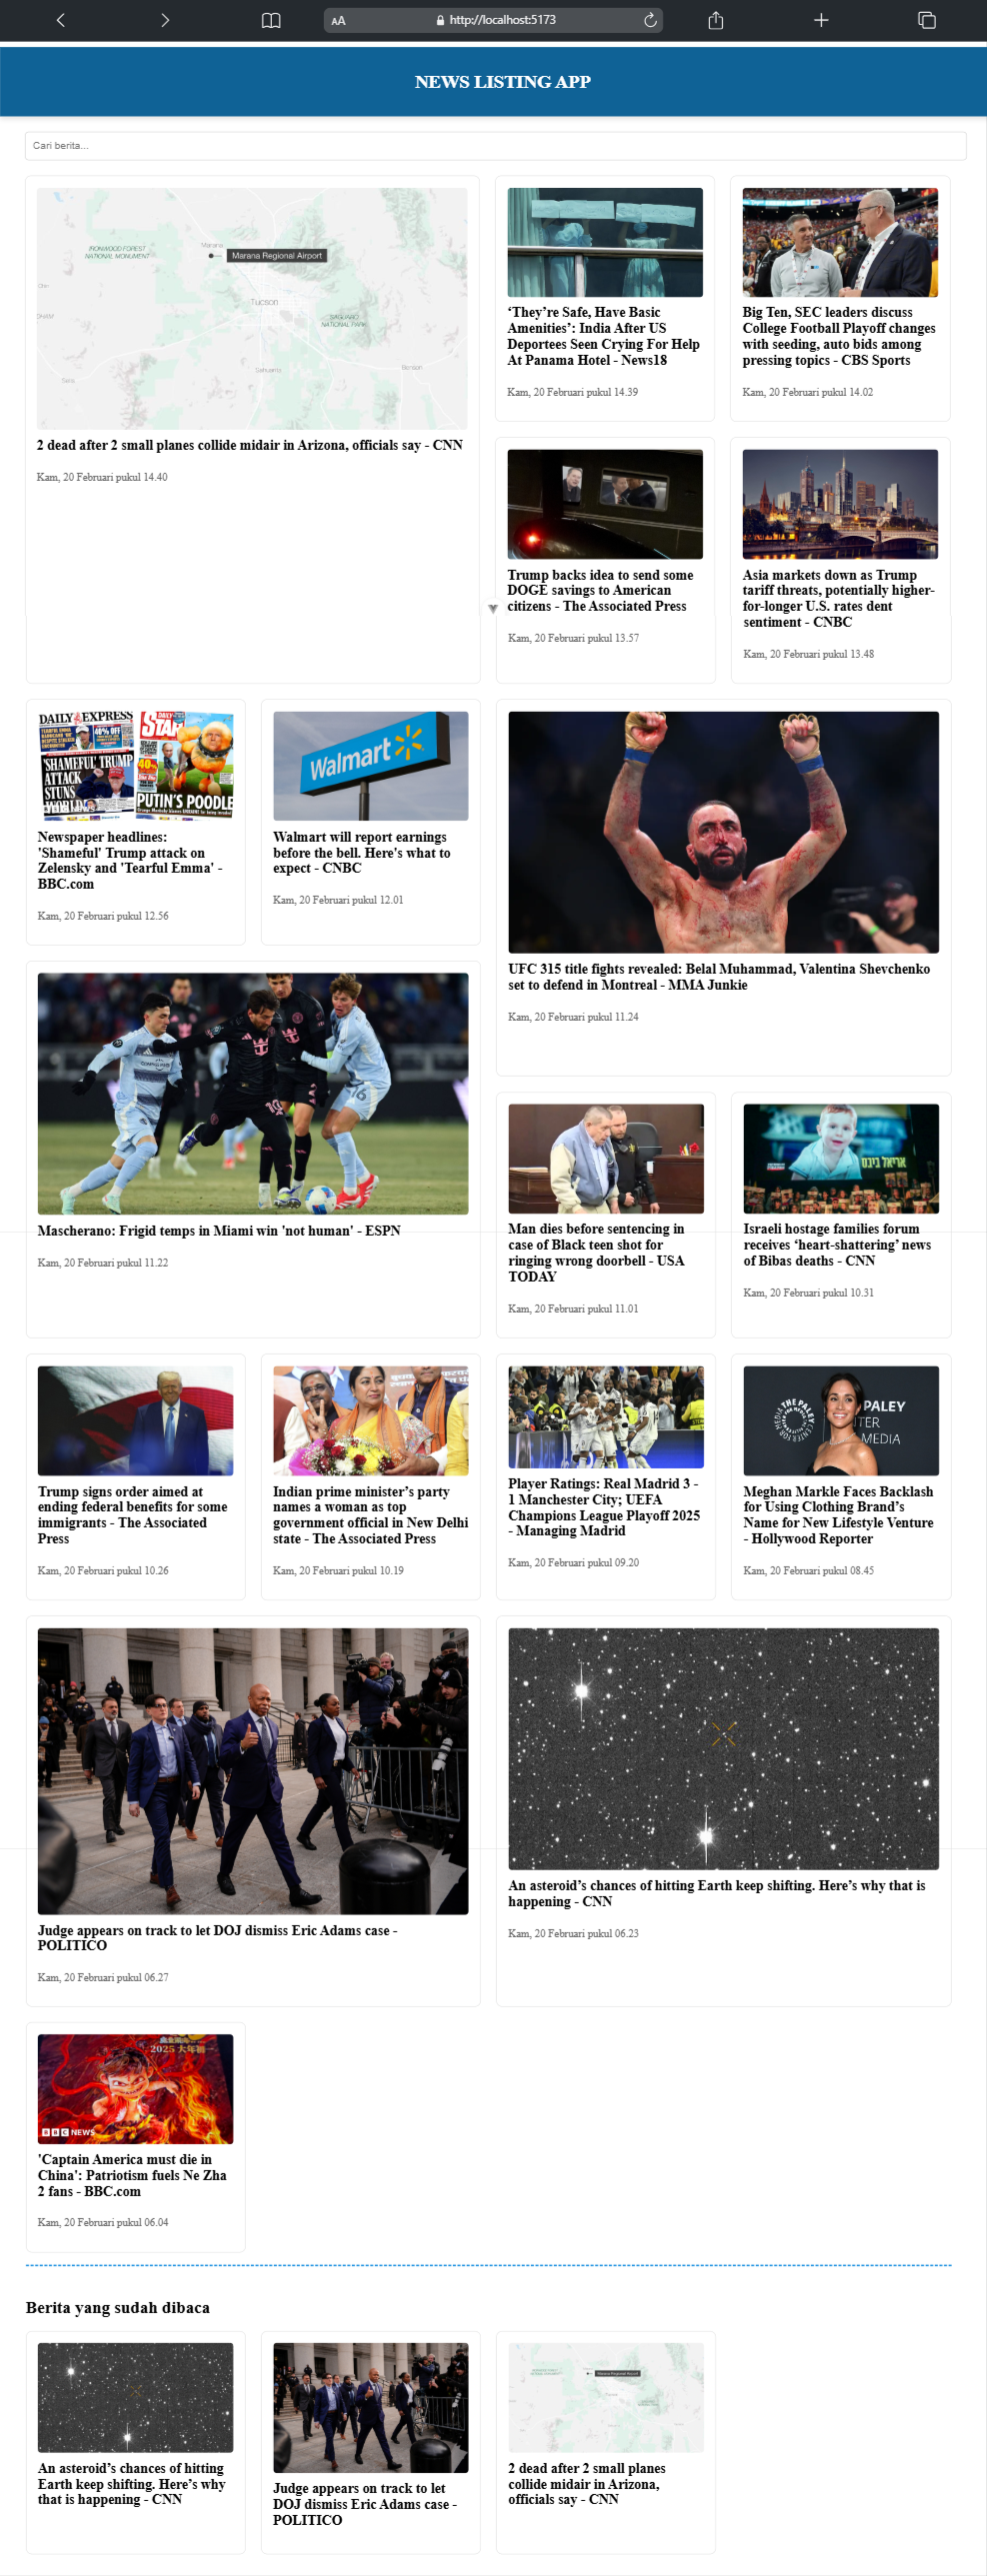 AA
http://localhost:5173
NEWS LISTING APP
Cari berita...
IRONWOOD FOREST
NATIONAL MONUMENT
Marana
Marana Regional Airport
Tucson
SAGUARO
NATIONAL PARK
Sahuarita
Benson
Sells
2 dead after 2 small planes collide midair in Arizona, officials say - CNN
Kam, 20 Februari pukul 14.40
‘They’re Safe, Have Basic
Amenities’: India After US
Deportees Seen Crying For Help
At Panama Hotel - News18
Kam, 20 Februari pukul 14.39
Big Ten, SEC leaders discuss
College Football Playoff changes
with seeding, auto bids among
pressing topics - CBS Sports
Kam, 20 Februari pukul 14.02
Trump backs idea to send some
DOGE savings to American
citizens - The Associated Press
Kam, 20 Februari pukul 13.57
Asia markets down as Trump
tariff threats, potentially higher-
for-longer U.S. rates dent
sentiment - CNBC
Kam, 20 Februari pukul 13.48
DAILY EXPRESS
40% OFF
'SHAMEFUL' TRUMP
ATTACK
STUNS
WORLD
DAILY STAR
40%
PUTIN'S POODLE
Newspaper headlines:
'Shameful' Trump attack on
Zelensky and 'Tearful Emma' -
BBC.com
Kam, 20 Februari pukul 12.56
Walmart
Walmart will report earnings
before the bell. Here's what to
expect - CNBC
Kam, 20 Februari pukul 12.01
UFC 315 title fights revealed: Belal Muhammad, Valentina Shevchenko
set to defend in Montreal - MMA Junkie
Kam, 20 Februari pukul 11.24
10
Mascherano: Frigid temps in Miami win 'not human' - ESPN
Kam, 20 Februari pukul 11.22
Man dies before sentencing in
case of Black teen shot for
ringing wrong doorbell - USA
TODAY
Kam, 20 Februari pukul 11.01
אריאל ביבס
Israeli hostage families forum
receives ‘heart-shattering’ news
of Bibas deaths - CNN
Kam, 20 Februari pukul 10.31
Trump signs order aimed at
ending federal benefits for some
immigrants - The Associated
Press
Kam, 20 Februari pukul 10.26
Indian prime minister’s party
names a woman as top
government official in New Delhi
state - The Associated Press
Kam, 20 Februari pukul 10.19
Player Ratings: Real Madrid 3 -
1 Manchester City; UEFA
Champions League Playoff 2025
- Managing Madrid
Kam, 20 Februari pukul 09.20
THE PALEY
CENTER FOR
MEDIA
PALEY
TER
MEDIA
Meghan Markle Faces Backlash
for Using Clothing Brand’s
Name for New Lifestyle Venture
- Hollywood Reporter
Kam, 20 Februari pukul 08.45
Judge appears on track to let DOJ dismiss Eric Adams case -
POLITICO
Kam, 20 Februari pukul 06.27
An asteroid’s chances of hitting Earth keep shifting. Here’s why that is
happening - CNN
Kam, 20 Februari pukul 06.23
2025 大年初一
BBC NEWS
'Captain America must die in
China': Patriotism fuels Ne Zha
2 fans - BBC.com
Kam, 20 Februari pukul 06.04
Berita yang sudah dibaca
An asteroid’s chances of hitting
Earth keep shifting. Here’s why
that is happening - CNN
Judge appears on track to let
DOJ dismiss Eric Adams case -
POLITICO
Marana Regional Airport
2 dead after 2 small planes
collide midair in Arizona,
officials say - CNN